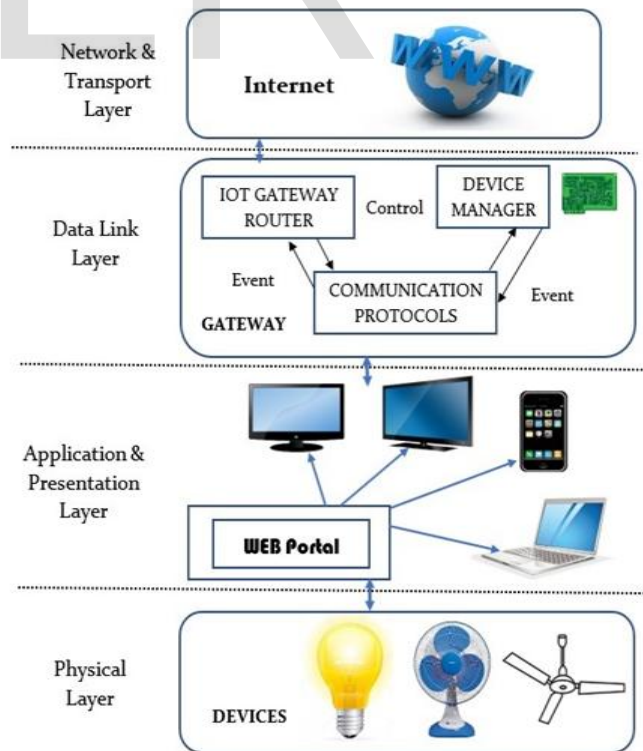 Network &
Transport
Layer
Internet
WWW
Data Link
Layer
IOT GATEWAY
ROUTER
Control
DEVICE
MANAGER
Event
COMMUNICATION
PROTOCOLS
Event
GATEWAY
Application &
Presentation
Layer
WEB Portal
Physical
Layer
DEVICES